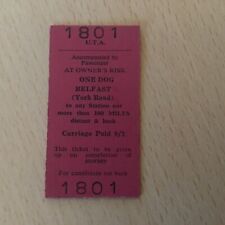 1801
U.T.A.
Accompanied by
Passenger
AT OWNER'S RISK
ONE DOG
BELFAST
(York Road)
to any Station not
more than 100 MILES
distant & back
Carriage Paid 9/2
This ticket to be given
up on completion of
journey
For conditions see back
1801